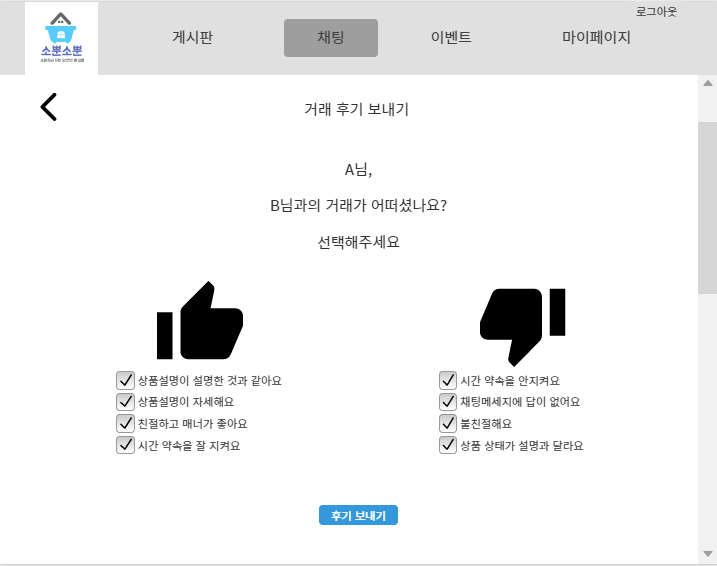 로그아웃
소뿐소뿐
게시판
채팅
이벤트
마이페이지
거래 후기 보내기
A님,
B님과의 거래가 어떠셨나요?
선택해주세요
상품설명이 설명한 것과 같아요
상품설명이 자세해요
친절하고 매너가 좋아요
시간 약속을 잘 지켜요
시간 약속을 안지켜요
채팅메세지에 답이 없어요
불친절해요
상품 상태가 설명과 달라요
후기 보내기